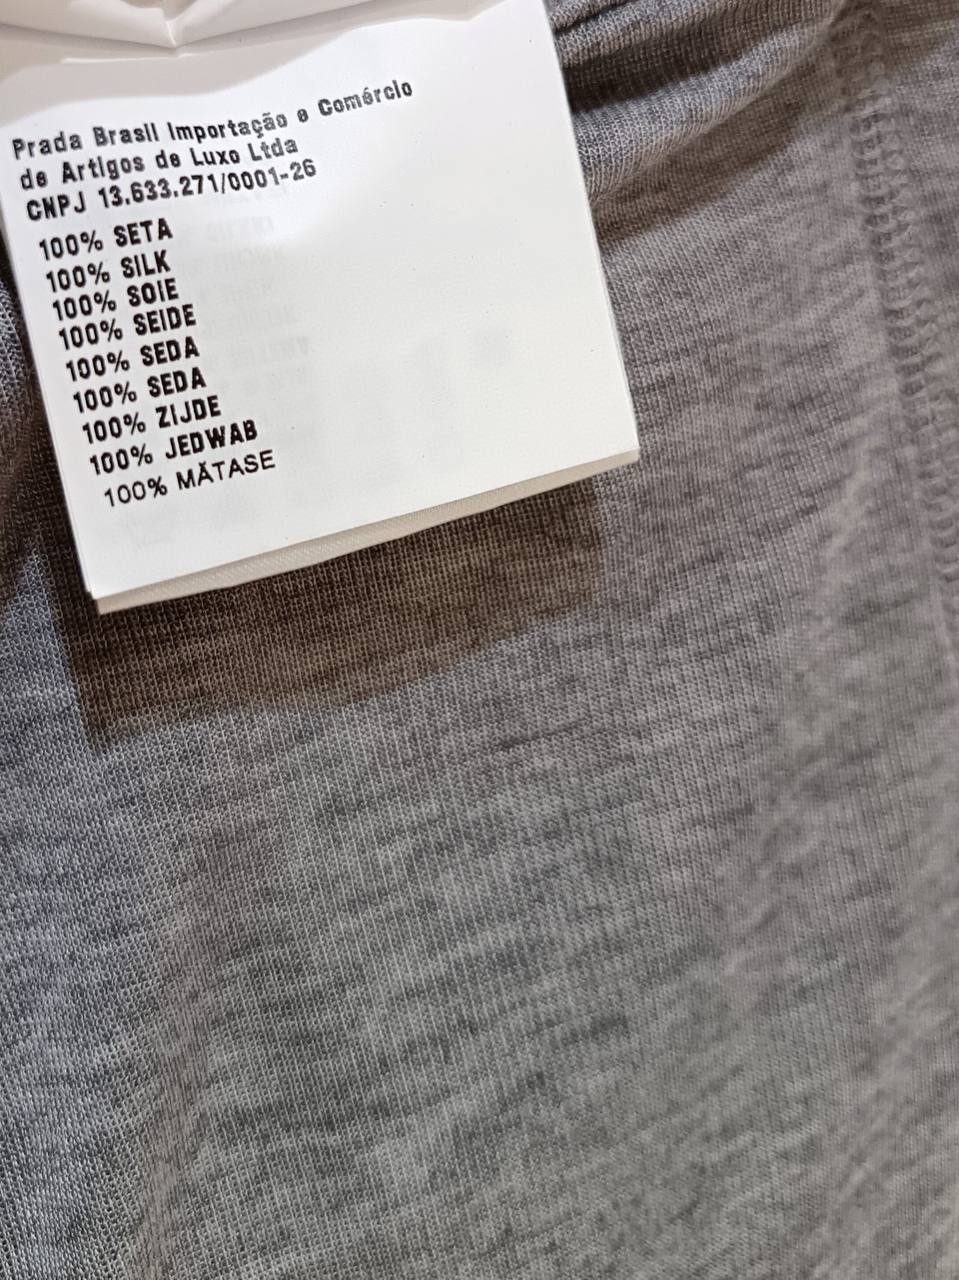 Prada Brasil Importação e Comércio
de Artigos de Luxo Ltda
CNPJ 13.633.271/0001-26
100% SETA
100% SILK
100% SOIE
100% SEIDE
100% SEDA
100% SEDA
100% ZIJDE
100% JEDWAB
100% MĂTASE